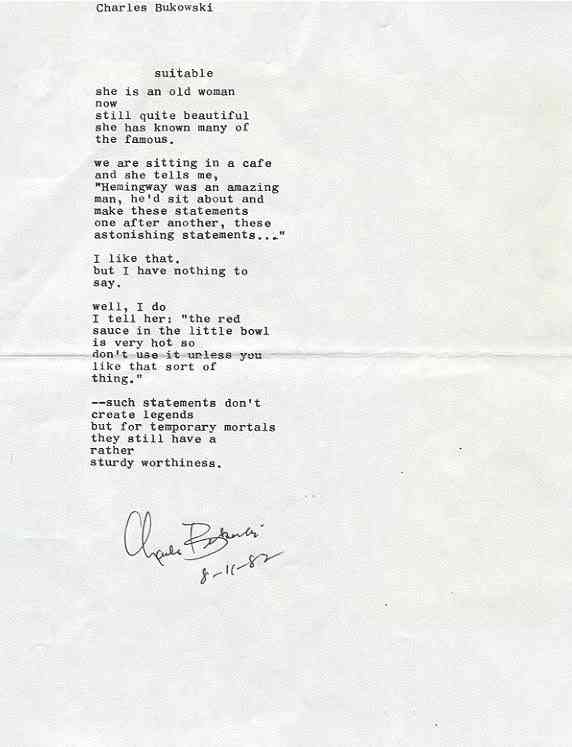 Charles Bukowski
suitable
she is an old woman
now
still quite beautiful
she has known many of
the famous.
we are sitting in a cafe
and she tells me,
"Hemingway was an amazing
man, he'd sit about and
make these statements
one after another, these
astonishing statements..."
I like that.
but I have nothing to
say.
well, I do
I tell her: "the red
sauce in the little bowl
is very hot so
don't use it unless you
like that sort of
thing."
--such statements don't
create legends
but for temporary mortals
they still have a
rather
sturdy worthiness.
Charles Bukowski
8-11-82